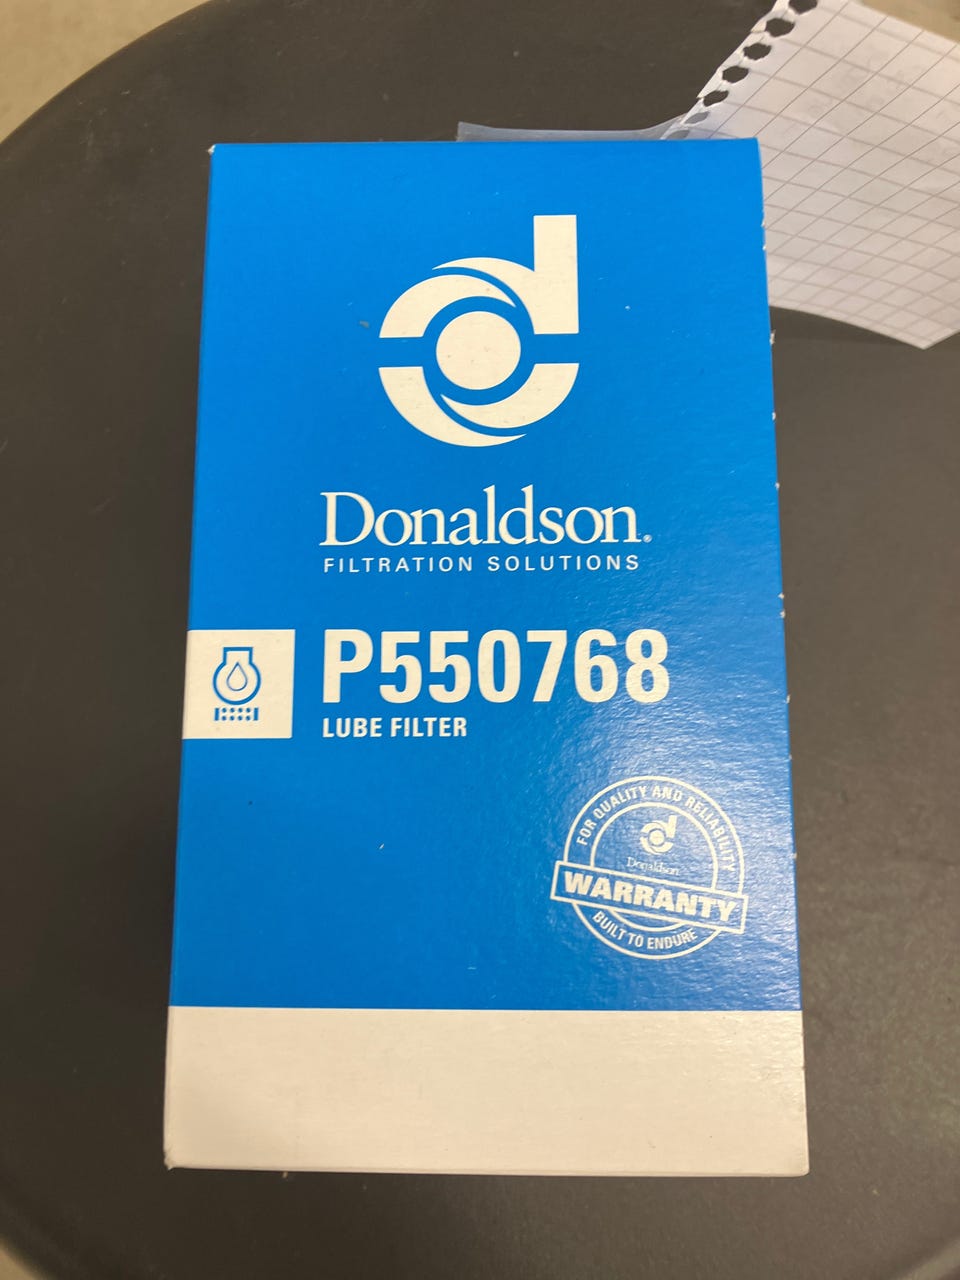 Donaldson®
FILTRATION SOLUTIONS
P550768
LUBE FILTER
FOR QUALITY AND RELIABILITY
Donaldson
WARRANTY
BUILT TO ENDURE